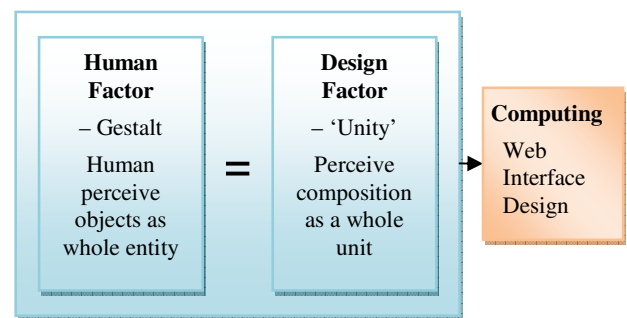 Human
Factor
– Gestalt
Human
perceive
objects as
whole entity
=
Design
Factor
– ‘Unity’
Perceive
composition
as a whole
unit
Computing
Web
Interface
Design